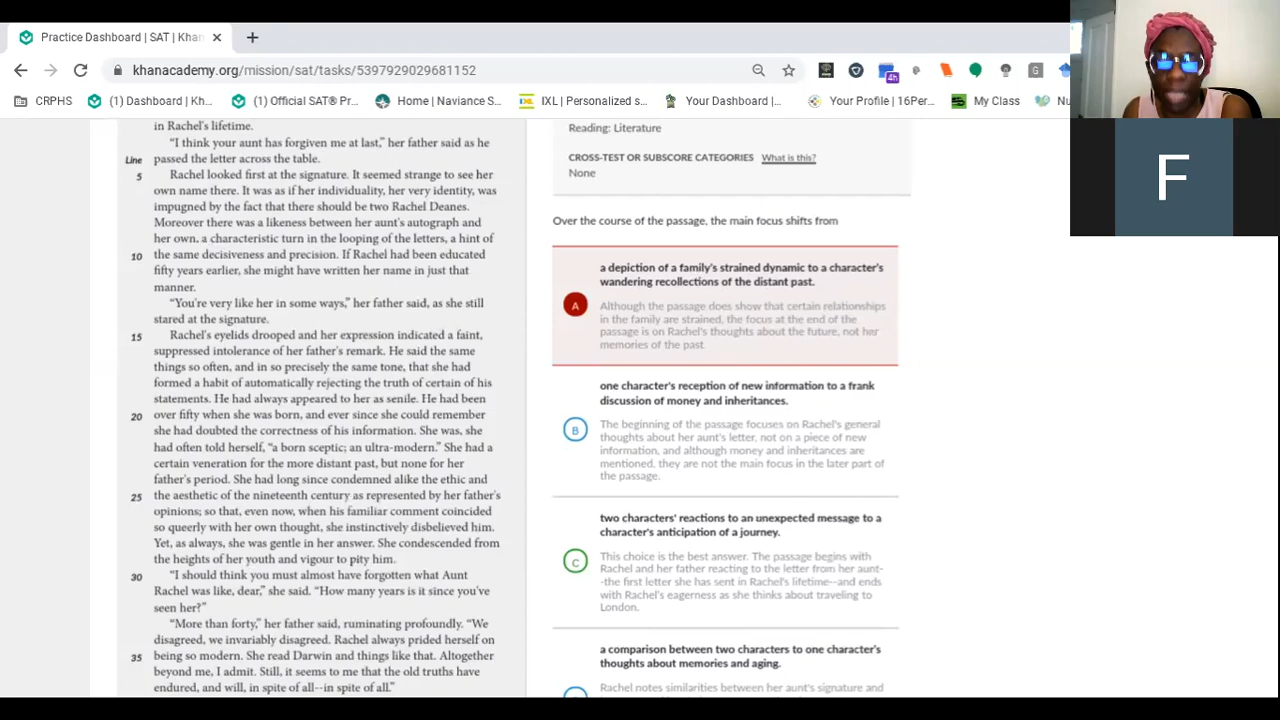 Practice Dashboard | SAT | Khan
khanacademy.org/mission/sat/tasks/5397929029681152
4h
G
CRPHS
(1) Dashboard | Kh...
(1) Official SAT® Pr...
Home | Naviance S...
IXL | Personalized s...
Your Dashboard |...
Your Profile | 16Per...
My Class
Nu
in Rachel's lifetime.
"I think your aunt has forgiven me at last," her father said as he
Line passed the letter across the table.
5 Rachel looked first at the signature. It seemed strange to see her
own name there. It was as if her individuality, her very identity, was
impugned by the fact that there should be two Rachel Deanes.
Moreover there was a likeness between her aunt's autograph and
her own, a characteristic turn in the looping of the letters, a hint of
10 the same decisiveness and precision. If Rachel had been educated
fifty years earlier, she might have written her name in just that
manner.
"You're very like her in some ways," her father said, as she still
stared at the signature.
15 Rachel's eyelids drooped and her expression indicated a faint,
suppressed intolerance of her father's remark. He said the same
things so often, and in so precisely the same tone, that she had
formed a habit of automatically rejecting the truth of certain of his
statements. He had always appeared to her as senile. He had been
20 over fifty when she was born, and ever since she could remember
she had doubted the correctness of his information. She was, she
had often told herself, "a born sceptic; an ultra-modern." She had a
certain veneration for the more distant past, but none for her
father's period. She had long since condemned alike the ethic and
25 the aesthetic of the nineteenth century as represented by her father's
opinions; so that, even now, when his familiar comment coincided
so queerly with her own thought, she instinctively disbelieved him.
Yet, as always, she was gentle in her answer. She condescended from
the heights of her youth and vigour to pity him.
30 "I should think you must almost have forgotten what Aunt
Rachel was like, dear," she said. "How many years is it since you've
seen her?"
"More than forty," her father said, ruminating profoundly. "We
disagreed, we invariably disagreed. Rachel always prided herself on
35 being so modern. She read Darwin and things like that. Altogether
beyond me, I admit. Still, it seems to me that the old truths have
endured, and will, in spite of all--in spite of all."
Reading: Literature
CROSS-TEST OR SUBSCORE CATEGORIES What is this?
None
Over the course of the passage, the main focus shifts from
A
a depiction of a family's strained dynamic to a character's
wandering recollections of the distant past.
Although the passage does show that certain relationships
in the family are strained, the focus at the end of the
passage is on Rachel's thoughts about the future, not her
memories of the past.
B
one character's reception of new information to a frank
discussion of money and inheritances.
The beginning of the passage focuses on Rachel's general
thoughts about her aunt's letter, not on a piece of new
information, and although money and inheritances are
mentioned, they are not the main focus in the later part of
the passage.
C
two characters' reactions to an unexpected message to a
character's anticipation of a journey.
This choice is the best answer. The passage begins with
Rachel and her father reacting to the letter from her aunt-
-the first letter she has sent in Rachel's lifetime--and ends
with Rachel's eagerness as she thinks about traveling to
London.
a comparison between two characters to one character's
thoughts about memories and aging.
Rachel notes similarities between her aunt's signature and
F